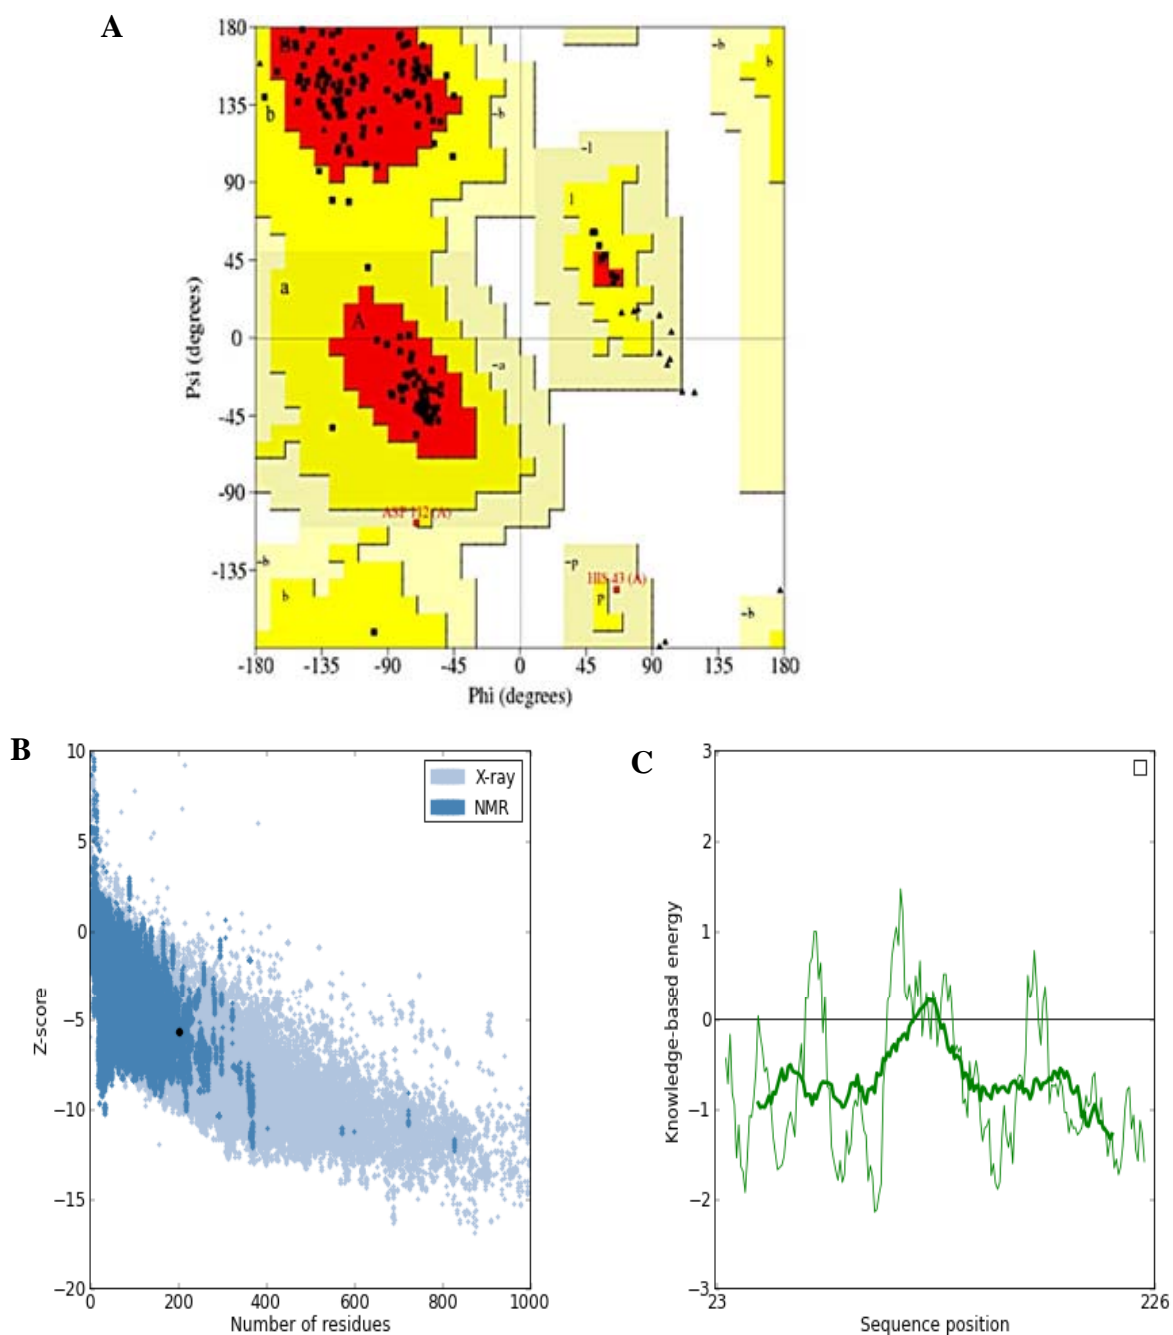 A
180
135
90
45
0
-45
-90
-135
-180
-135
-90
-45
0
45
90
135
180
Psi (degrees)
Phi (degrees)
B
b
~b
~l
l
~b
b
a
A
~a
ASP 112 (A)
~b
b
~p
HIS 43 (A)
p
~b
B
10
5
0
−5
−10
−15
−20
0
200
400
600
800
1000
Z-score
Number of residues
X-ray
NMR
C
3
2
1
0
−1
−2
−3
23
226
Knowledge-based energy
Sequence position